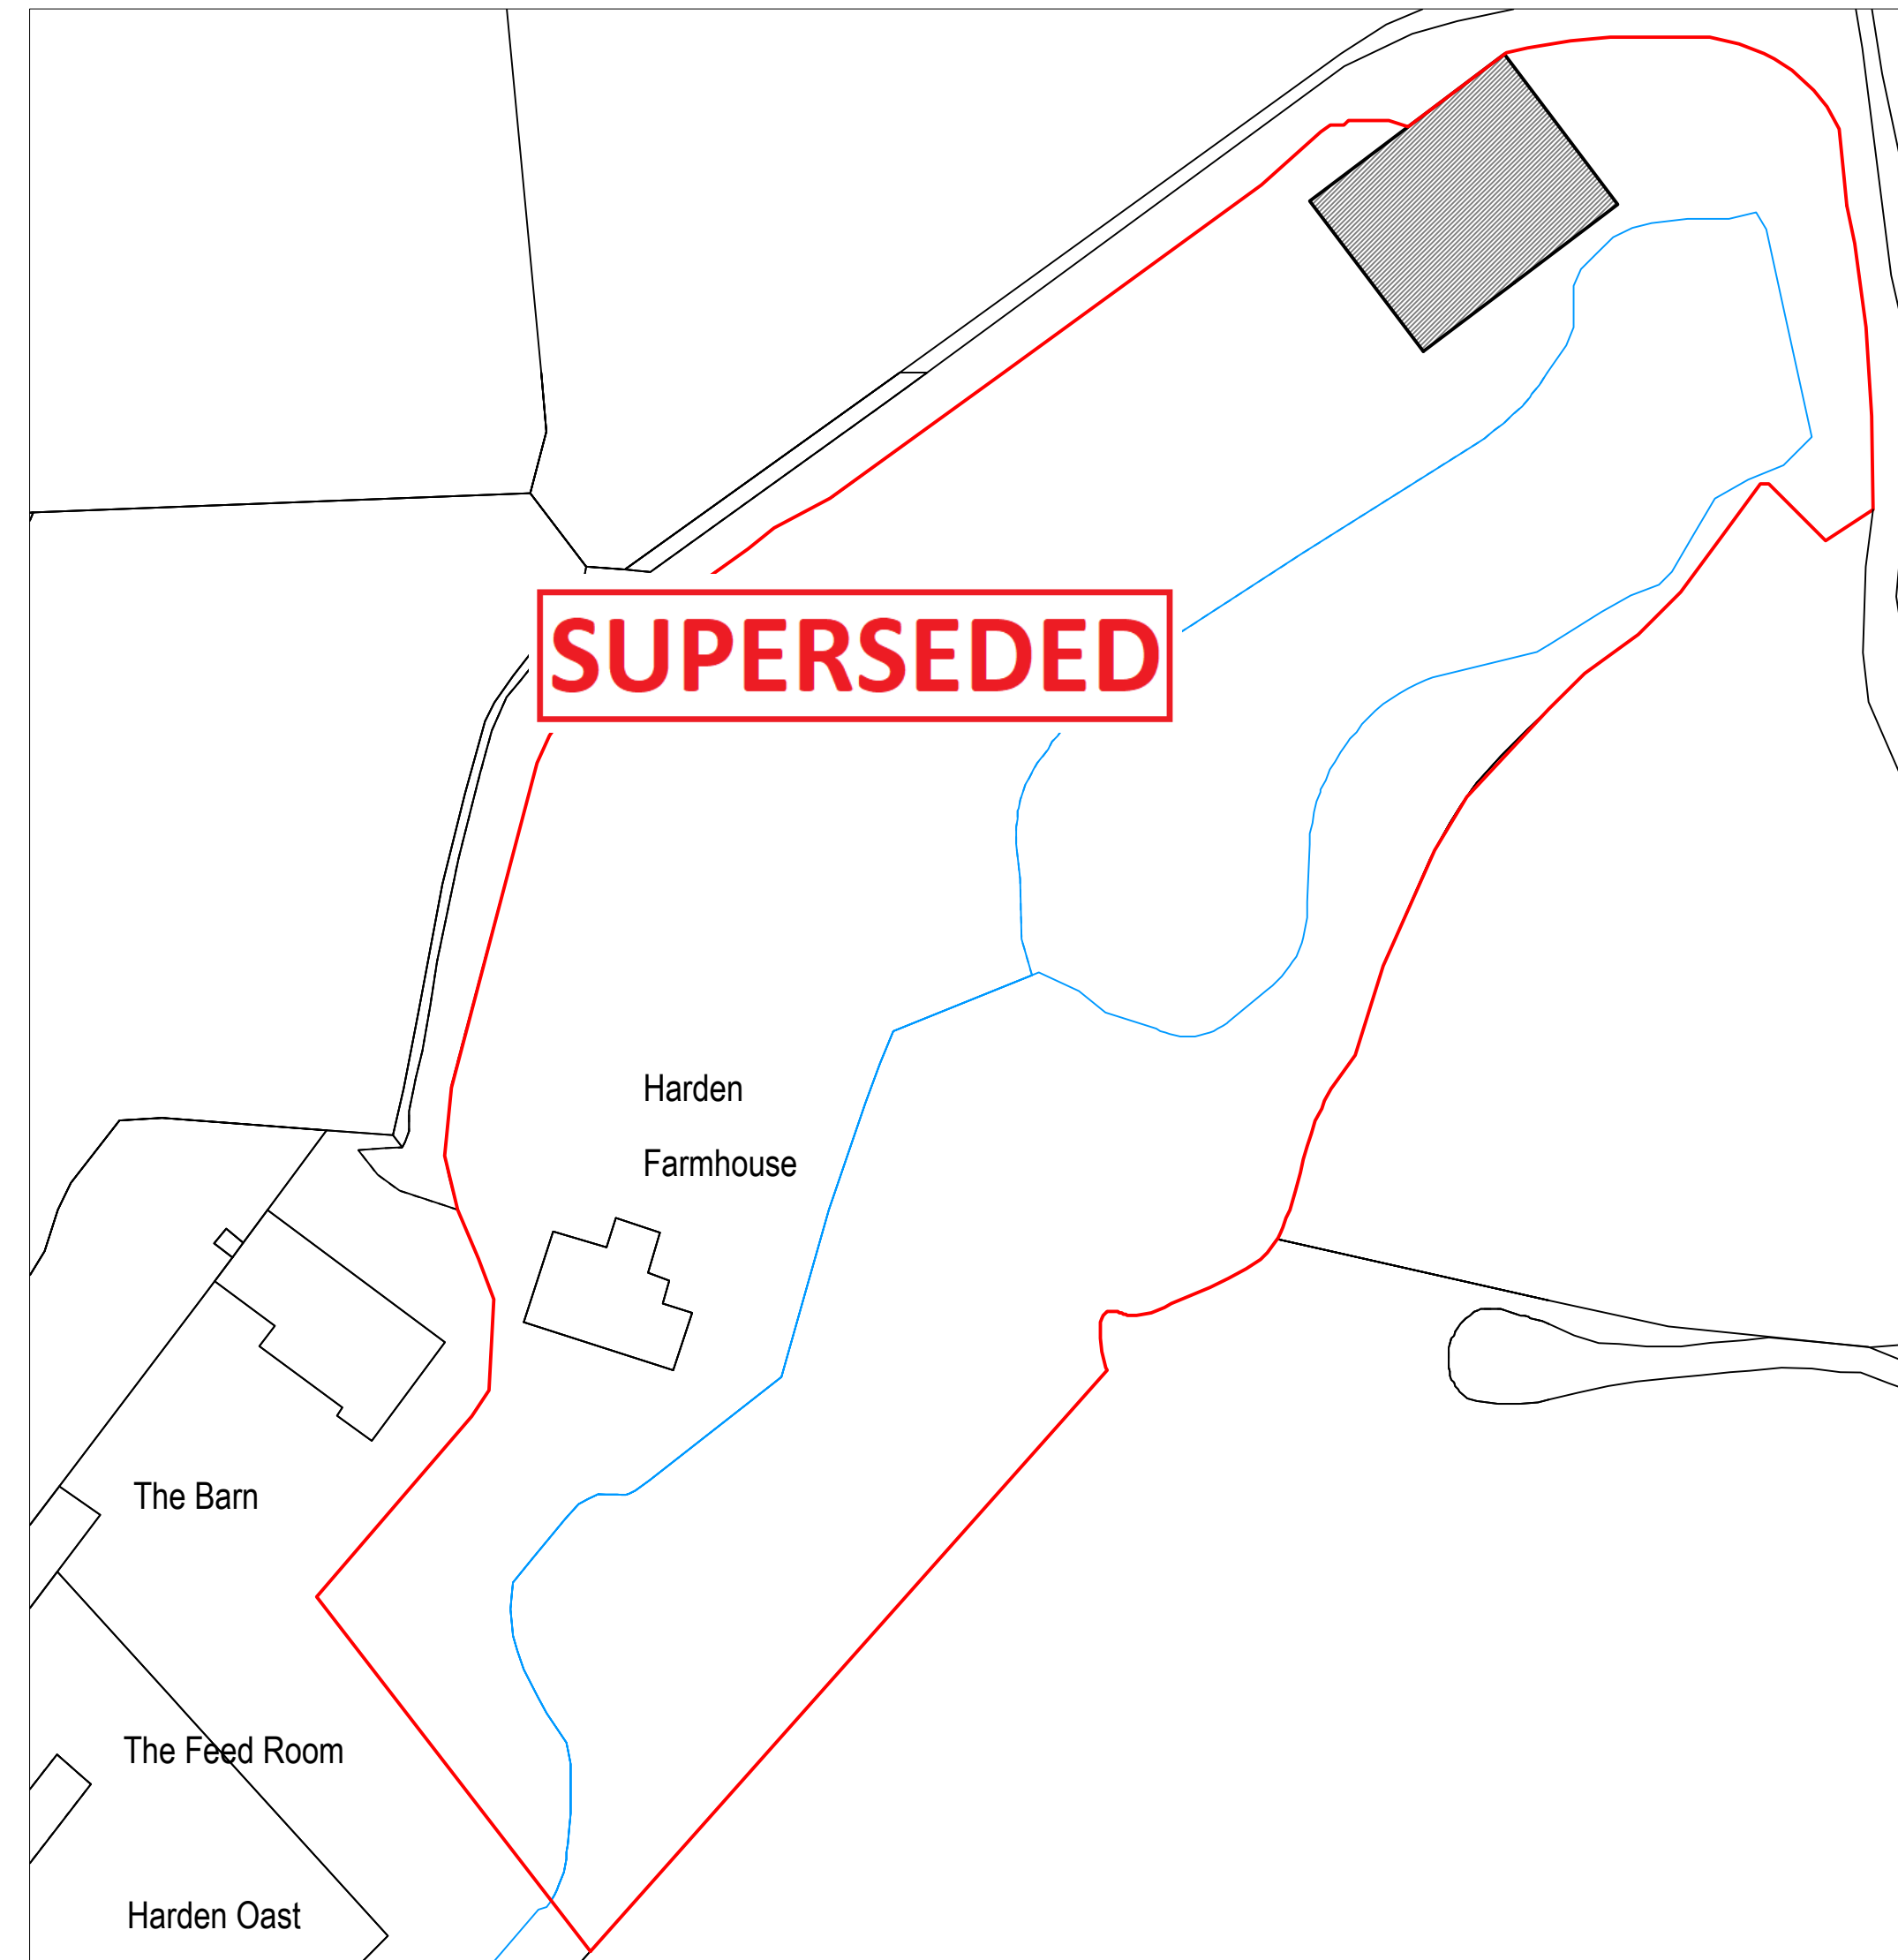 SUPERSEDED
Harden
Farmhouse
The Barn
The Feed Room
Harden Oast